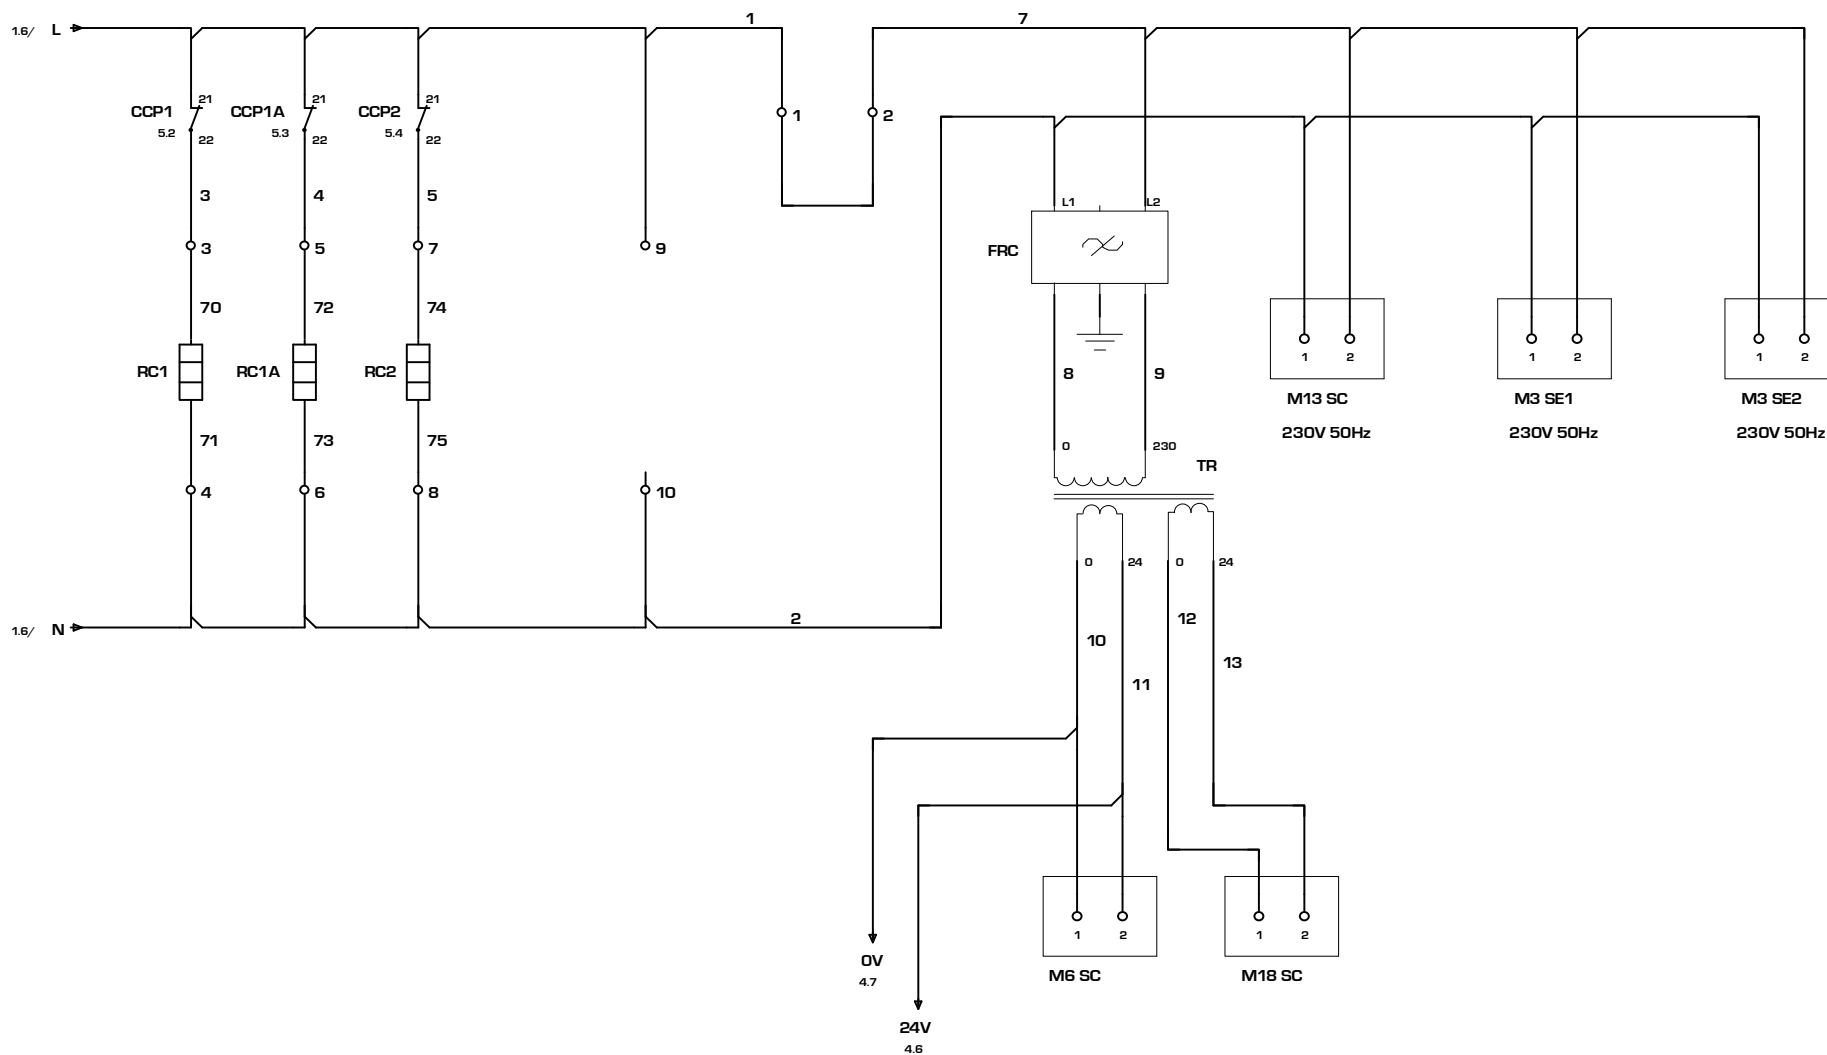 1 7
1.6/ L
21 21 21
CCP1 CCP1A CCP2 1 2
5.2 5.3 5.4
22 22 22
3 4 5
L1 L2
3 5 7 9 FRC
70 72 74
1 2 1 2 1 2
RC1 RC1A RC2 8 9
M13 SC M3 SE1 M3 SE2
230V 50Hz 230V 50Hz 230V 50Hz
71 73 75
0 230
TR
4 6 8 10
0 24 0 24
2 12
1.6/ N
10
13
11
1 2 1 2
0V
M6 SC M18 SC
4.7
24V
4.6